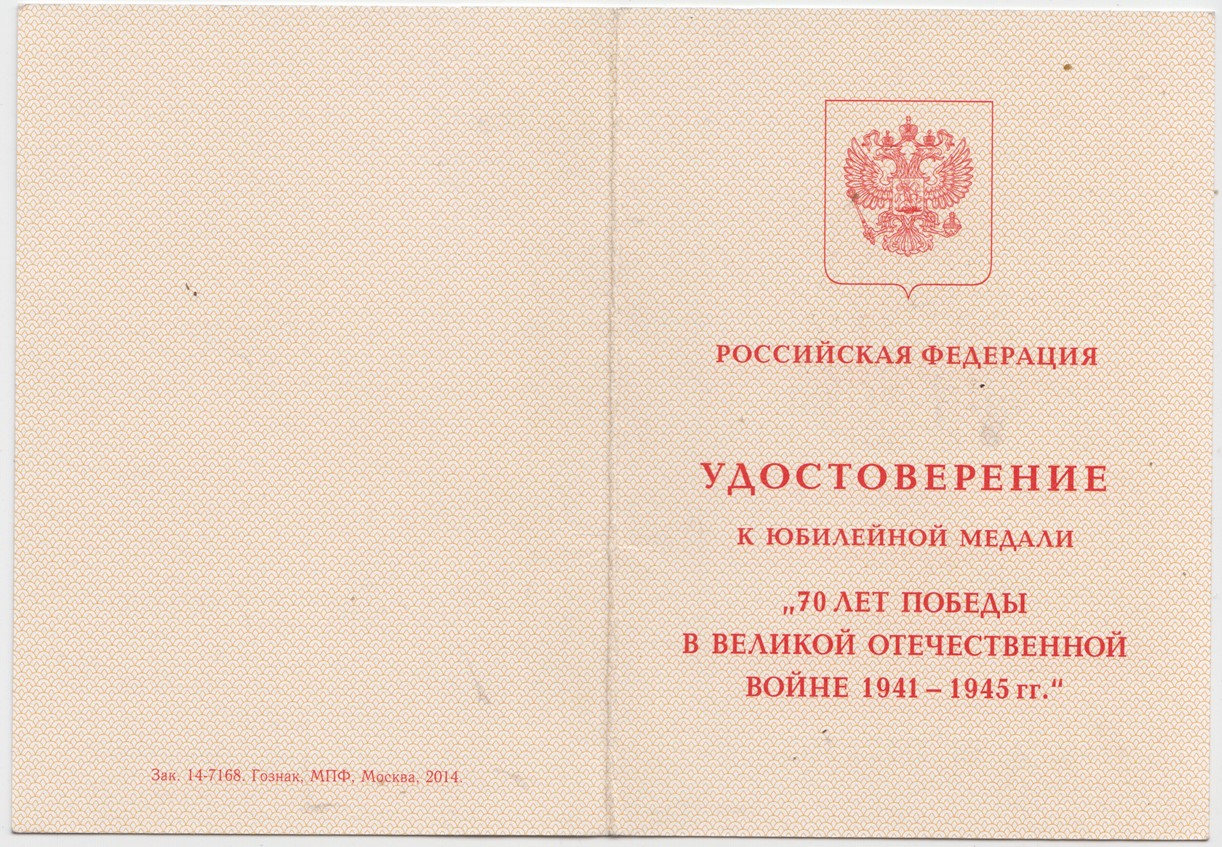 Зак. 14-7168. Гознак, МПФ, Москва, 2014.
РОССИЙСКАЯ ФЕДЕРАЦИЯ
УДОСТОВЕРЕНИЕ
К ЮБИЛЕЙНОЙ МЕДАЛИ
„70 ЛЕТ ПОБЕДЫ
В ВЕЛИКОЙ ОТЕЧЕСТВЕННОЙ
ВОЙНЕ 1941 – 1945 гг.“